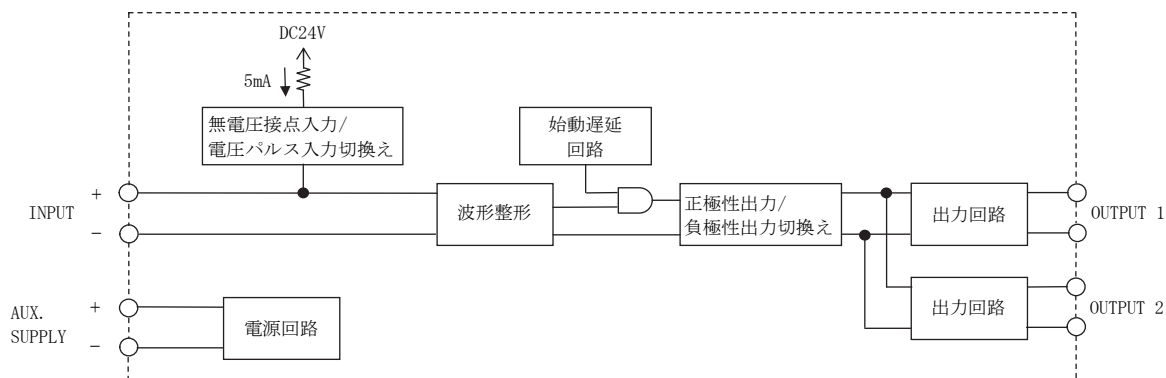 DC24V
5mA
無電圧接点入力/
電圧パルス入力切換え
始動遅延
回路
INPUT
+
−
波形整形
正極性出力/
負極性出力切換え
出力回路
OUTPUT 1
出力回路
OUTPUT 2
AUX.
SUPPLY
+
−
電源回路